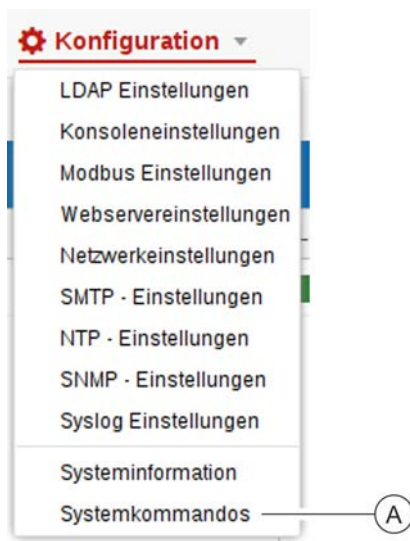 Konfiguration
LDAP Einstellungen
Konsoleneinstellungen
Modbus Einstellungen
Webservereinstellungen
Netzwerkeinstellungen
SMTP - Einstellungen
NTP - Einstellungen
SNMP - Einstellungen
Syslog Einstellungen
Systeminformation
Systemkommandos A